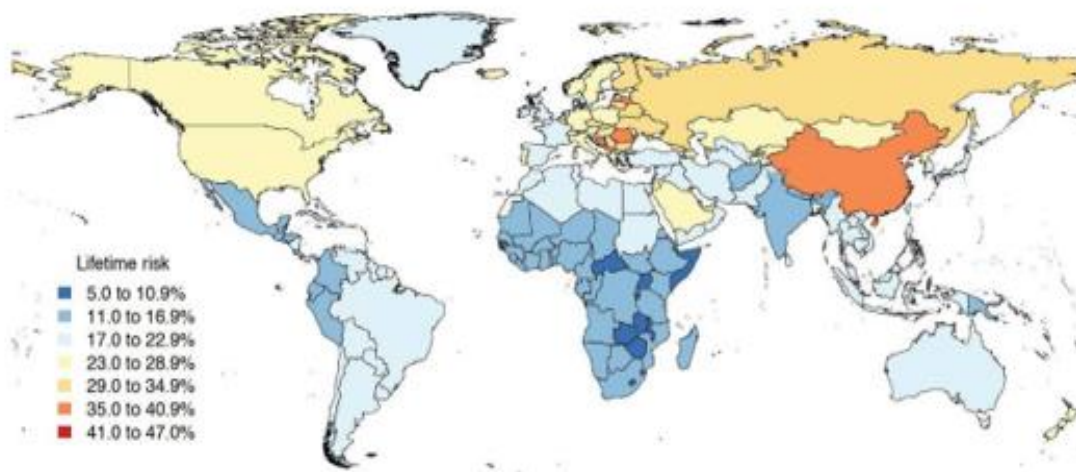 Lifetime risk
5.0 to 10.9%
11.0 to 16.9%
17.0 to 22.9%
23.0 to 28.9%
29.0 to 34.9%
35.0 to 40.9%
41.0 to 47.0%